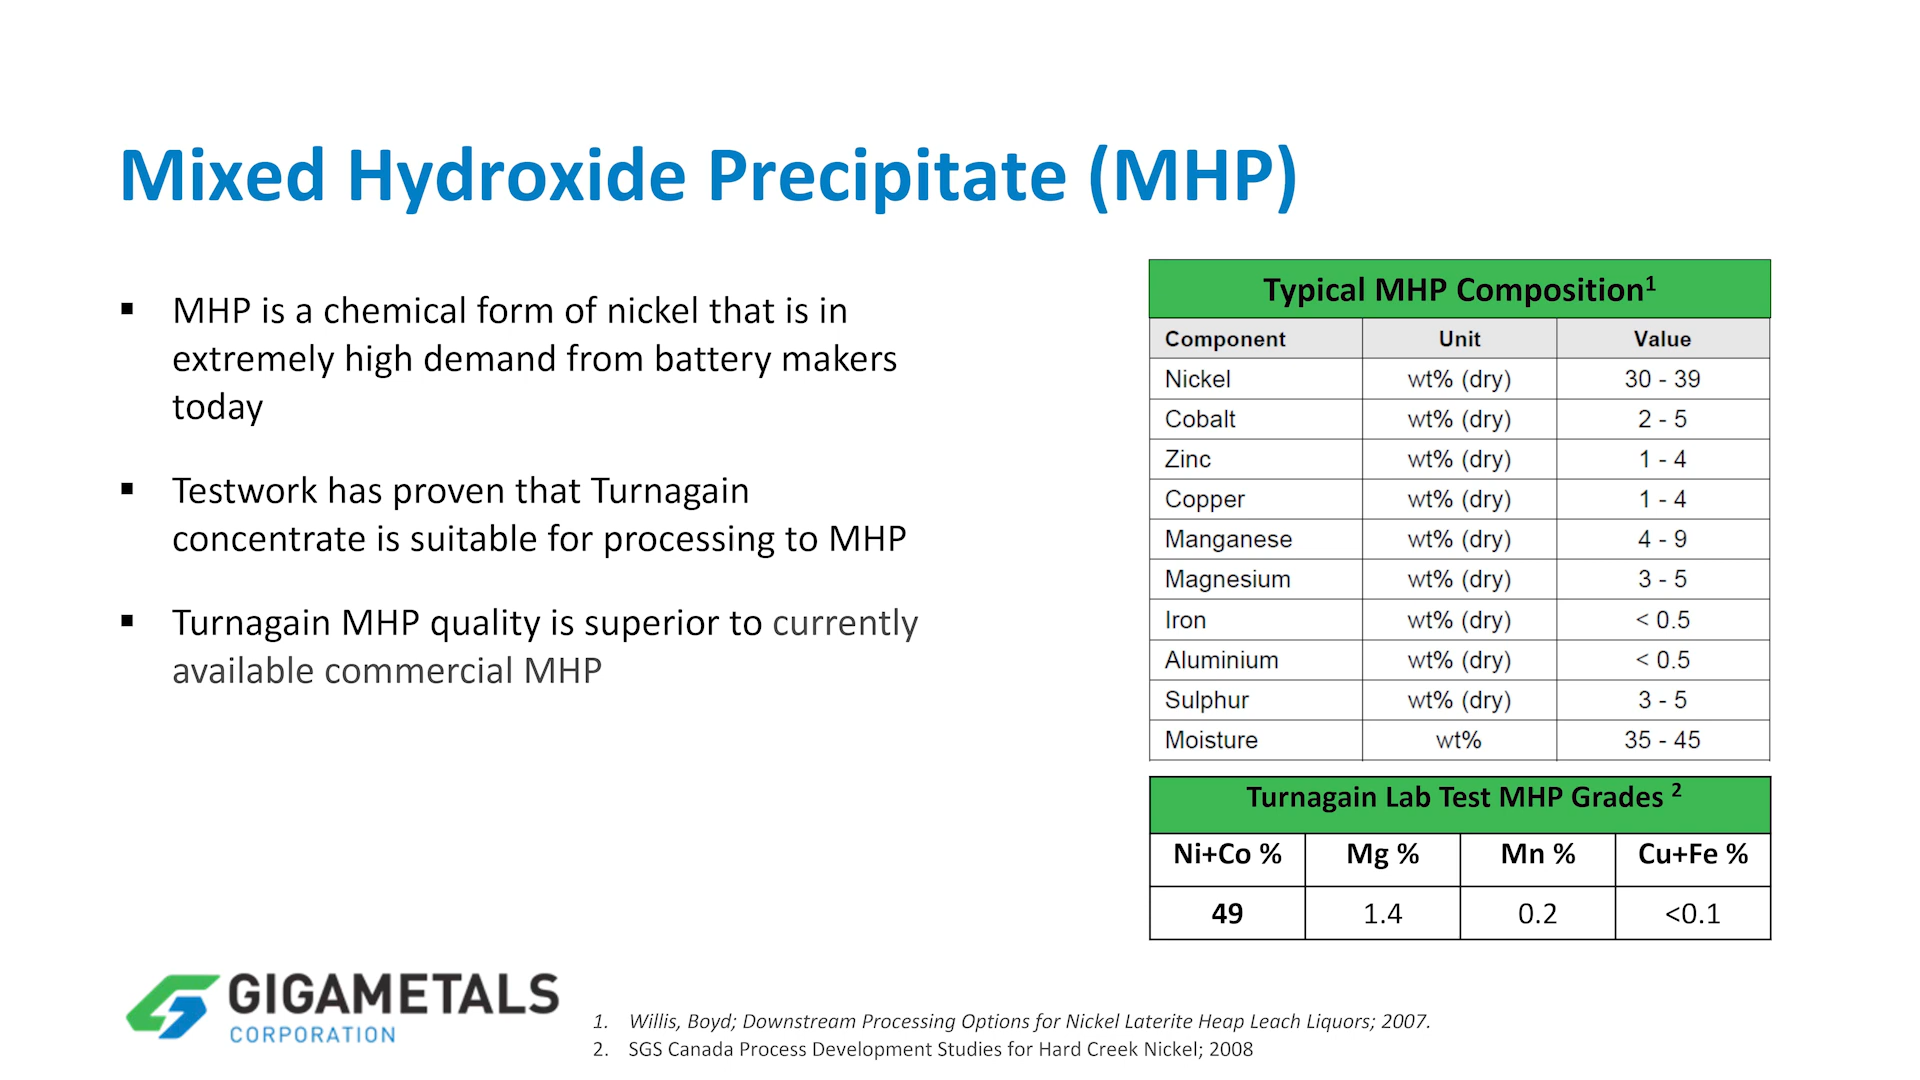 Mixed Hydroxide Precipitate (MHP)
▪ MHP is a chemical form of nickel that is in
extremely high demand from battery makers
today
▪ Testwork has proven that Turnagain
concentrate is suitable for processing to MHP
▪ Turnagain MHP quality is superior to currently
available commercial MHP
Typical MHP Composition¹
Component Unit Value
Nickel wt% (dry) 30 - 39
Cobalt wt% (dry) 2 - 5
Zinc wt% (dry) 1 - 4
Copper wt% (dry) 1 - 4
Manganese wt% (dry) 4 - 9
Magnesium wt% (dry) 3 - 5
Iron wt% (dry) < 0.5
Aluminium wt% (dry) < 0.5
Sulphur wt% (dry) 3 - 5
Moisture wt% 35 - 45
Turnagain Lab Test MHP Grades ²
Ni+Co % Mg % Mn % Cu+Fe %
49 1.4 0.2 <0.1
GIGAMETALS
CORPORATION
1. Willis, Boyd; Downstream Processing Options for Nickel Laterite Heap Leach Liquors; 2007.
2. SGS Canada Process Development Studies for Hard Creek Nickel; 2008